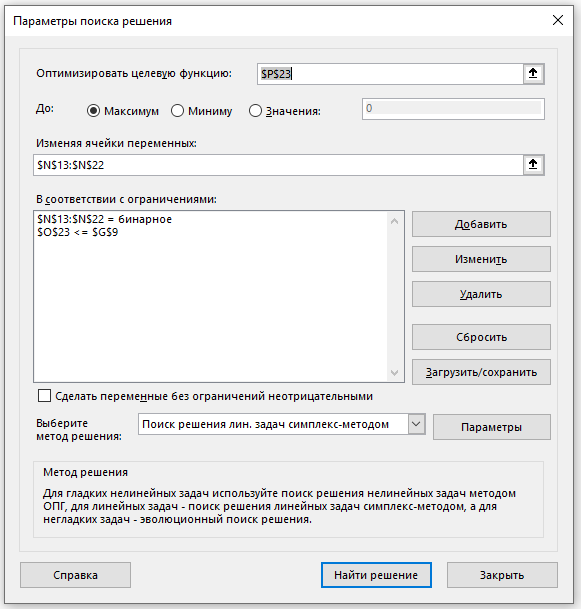 Параметры поиска решения
Оптимизировать целевую функцию:
$P$23
До:
Максимум
Миниму
Значения:
0
Изменяя ячейки переменных:
$N$13:$N$22
В соответствии с ограничениями:
$N$13:$N$22 = бинарное
$O$23 <= $G$9
Добавить
Изменить
Удалить
Сбросить
Загрузить/сохранить
Сделать переменные без ограничений неотрицательными
Выберите
метод решения:
Поиск решения лин. задач симплекс-методом
Параметры
Метод решения
Для гладких нелинейных задач используйте поиск решения нелинейных задач методом
ОПГ, для линейных задач - поиск решения линейных задач симплекс-методом, а для
негладких задач - эволюционный поиск решения.
Справка
Найти решение
Закрыть